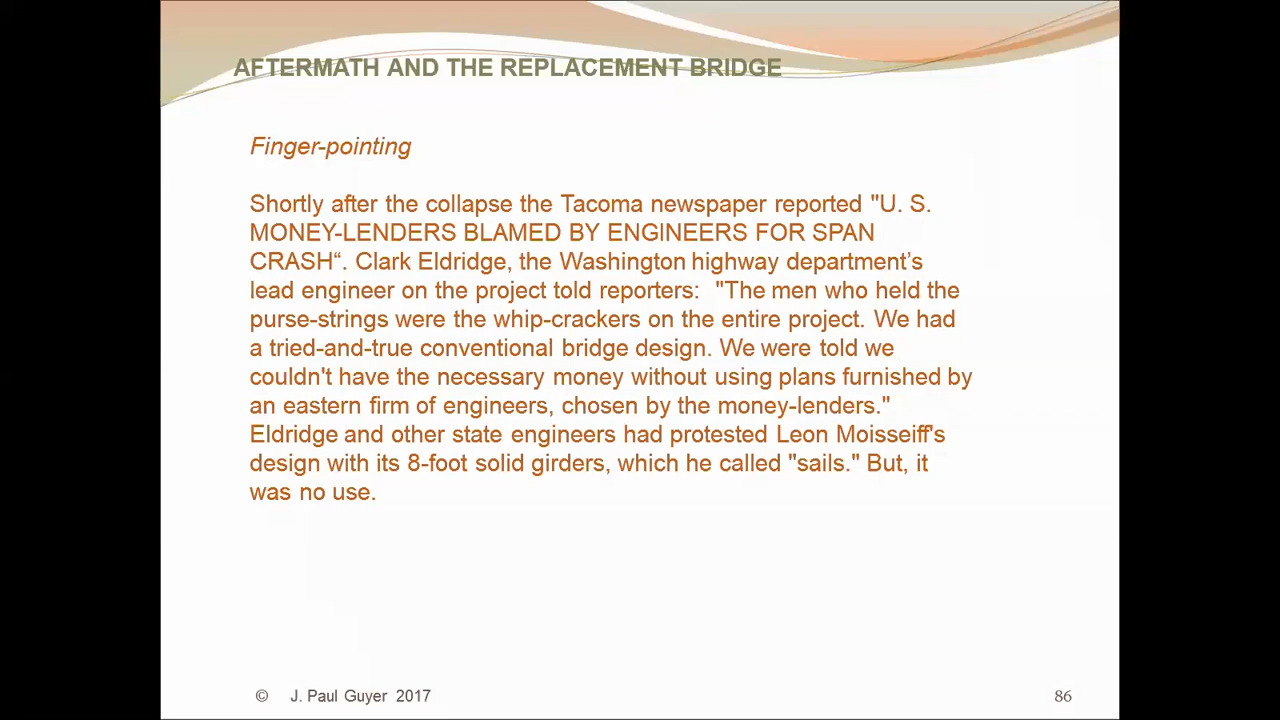 AFTERMATH AND THE REPLACEMENT BRIDGE
Finger-pointing
Shortly after the collapse the Tacoma newspaper reported "U. S.
MONEY-LENDERS BLAMED BY ENGINEERS FOR SPAN
CRASH“. Clark Eldridge, the Washington highway department’s
lead engineer on the project told reporters:  "The men who held the
purse-strings were the whip-crackers on the entire project. We had
a tried-and-true conventional bridge design. We were told we
couldn't have the necessary money without using plans furnished by
an eastern firm of engineers, chosen by the money-lenders."
Eldridge and other state engineers had protested Leon Moisseiff's
design with its 8-foot solid girders, which he called "sails." But, it
was no use.
© J. Paul Guyer 2017
86